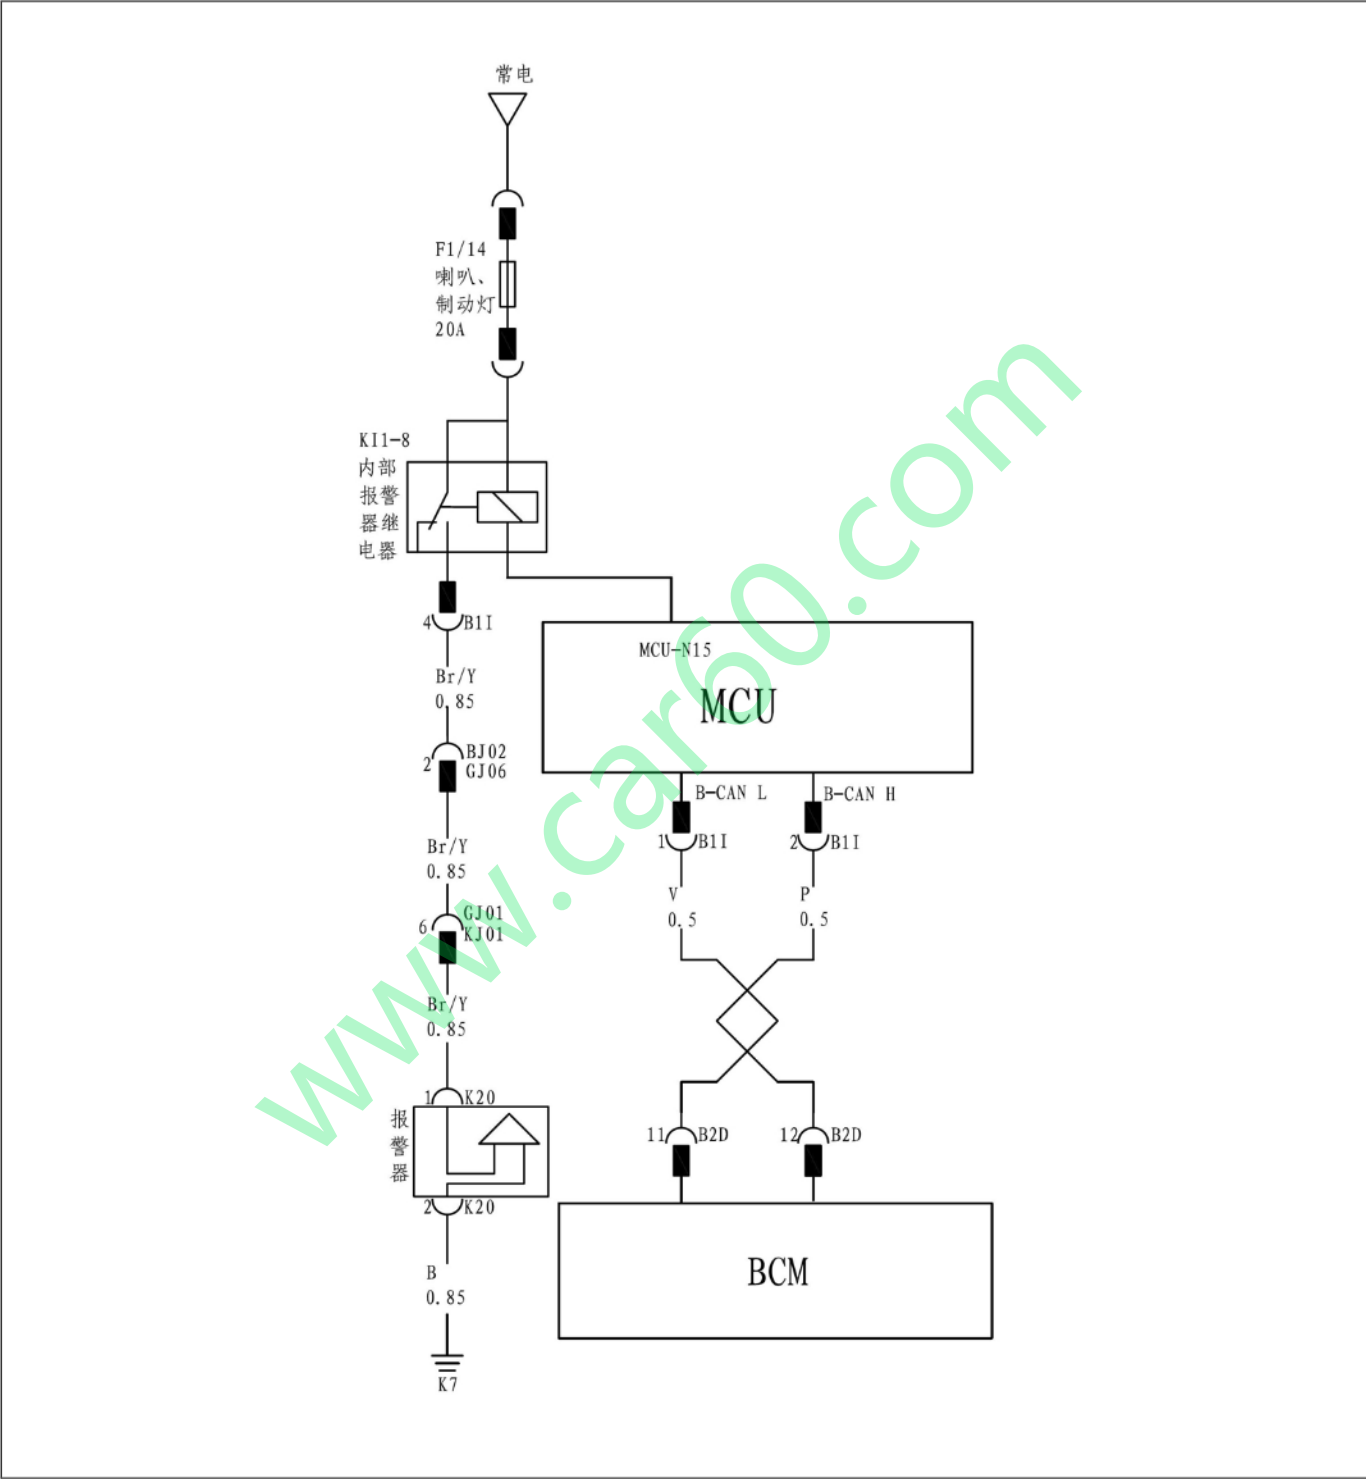 常电
F1/14
喇叭、
制动灯
20A
KI1-8
内部
报警
器继
电器
4 B1I
MCU-N15
Br/Y
0.85
MCU
BJ02
2 GJ06
B-CAN L
B-CAN H
1 B1I
2 B1I
Br/Y
0.85
V
0.5
P
0.5
GJ01
6 KJ01
Br/Y
0.85
1 K20
报
警
器
11 B2D
12 B2D
2 K20
BCM
B
0.85
K7
www.car60.com